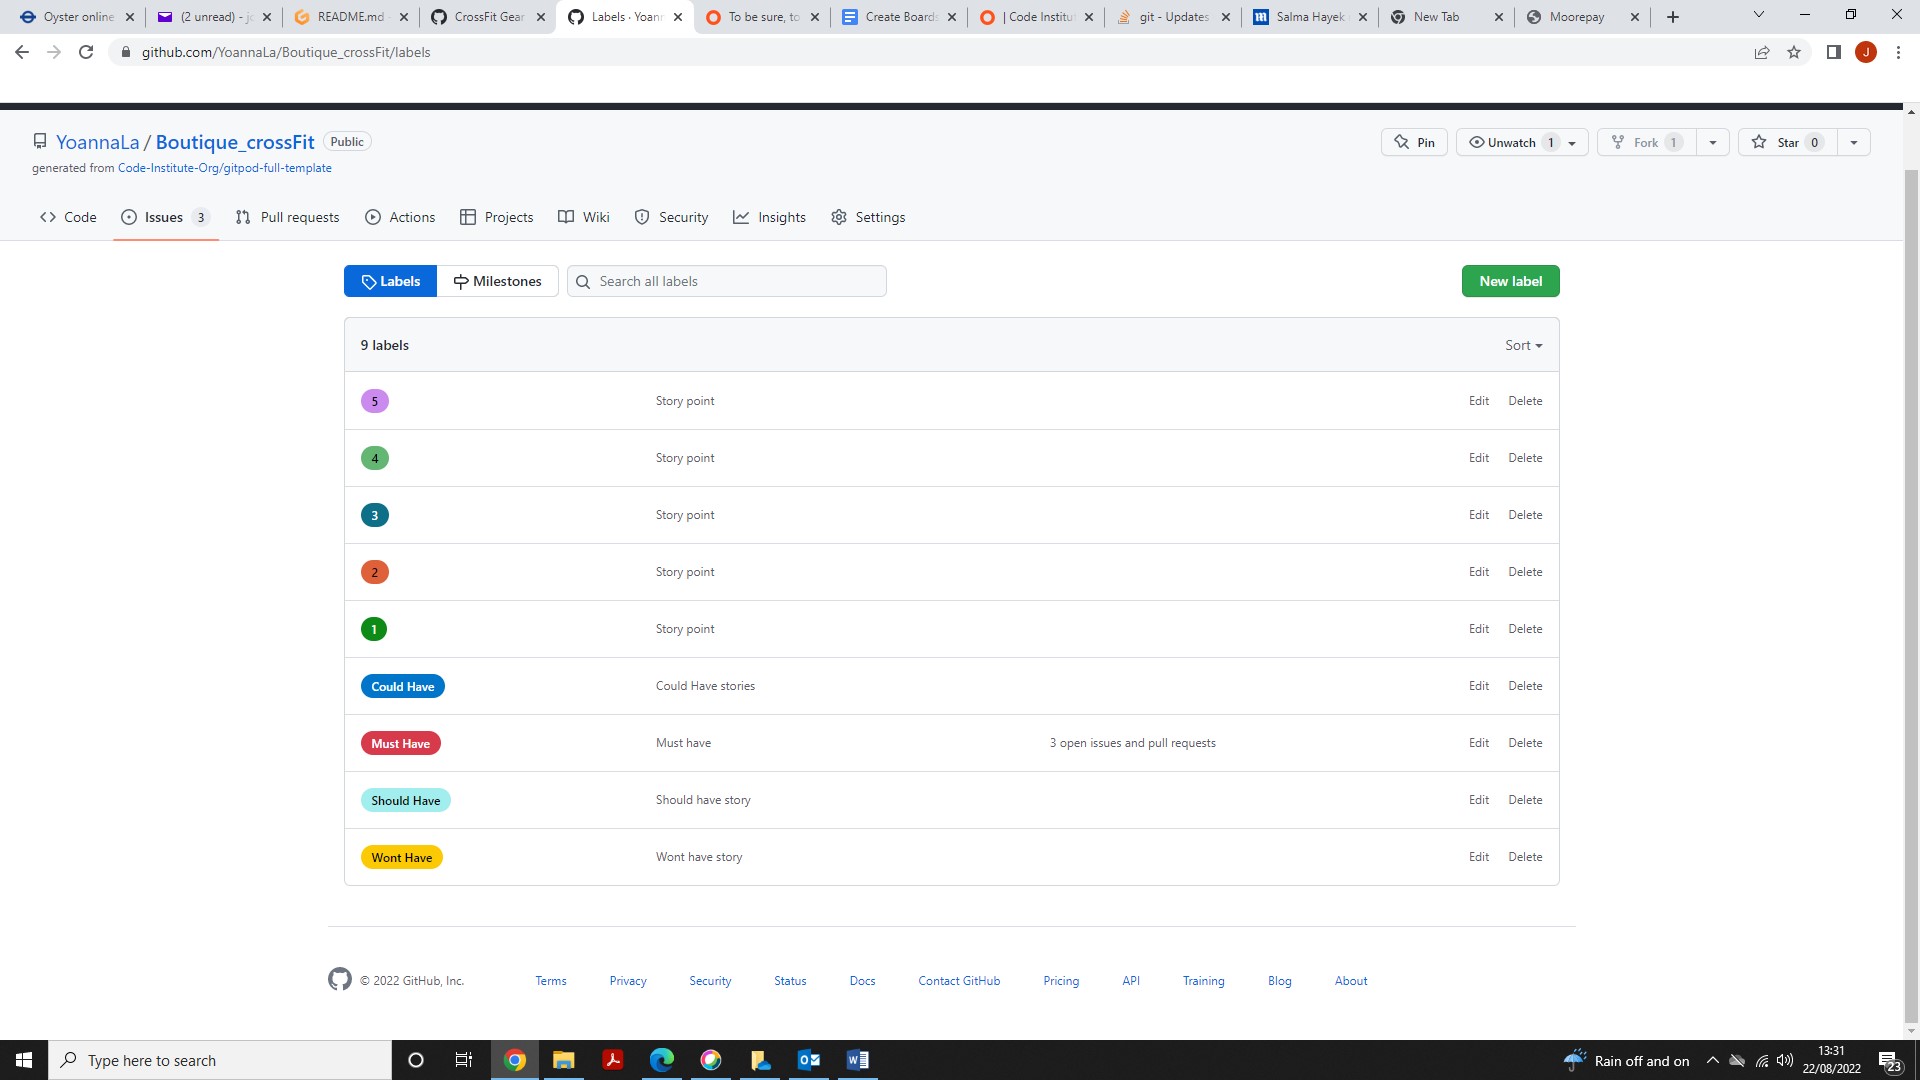 Oyster online
(2 unread) - jo
README.md -
CrossFit Gear
Labels · Yoann
To be sure, to
Create Boards
| Code Institut
git - Updates
Salma Hayek
New Tab
Moorepay
github.com/YoannaLa/Boutique_crossFit/labels
J
YoannaLa / Boutique_crossFit Public
Pin
Unwatch 1
Fork 1
Star 0
generated from Code-Institute-Org/gitpod-full-template
Code
Issues 3
Pull requests
Actions
Projects
Wiki
Security
Insights
Settings
Labels
Milestones
Search all labels
New label
9 labels
Sort
5 Story point Edit Delete
4 Story point Edit Delete
3 Story point Edit Delete
2 Story point Edit Delete
1 Story point Edit Delete
Could Have Could Have stories Edit Delete
Must Have Must have 3 open issues and pull requests Edit Delete
Should Have Should have story Edit Delete
Wont Have Wont have story Edit Delete
© 2022 GitHub, Inc.
Terms
Privacy
Security
Status
Docs
Contact GitHub
Pricing
API
Training
Blog
About
Type here to search
Rain off and on
13:31
22/08/2022
23